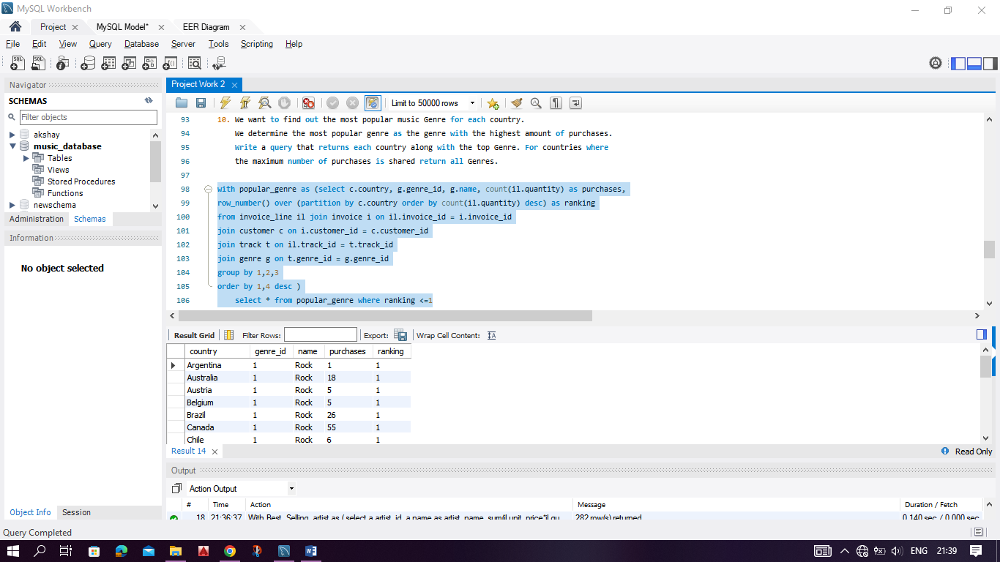 MySQL Workbench
Project
MySQL Model*
EER Diagram
File Edit View Query Database Server Tools Scripting Help
Navigator
SCHEMAS
Filter objects
akshay
music_database
Tables
Views
Stored Procedures
Functions
newschema
Administration Schemas
Information
No object selected
Object Info Session
Project Work 2
Limit to 50000 rows
93 10. We want to find out the most popular music Genre for each country.
94 We determine the most popular genre as the genre with the highest amount of purchases.
95 Write a query that returns each country along with the top Genre. For countries where
96 the maximum number of purchases is shared return all Genres.
97
98 with popular_genre as (select c.country, g.genre_id, g.name, count(il.quantity) as purchases,
99 row_number() over (partition by c.country order by count(il.quantity) desc) as ranking
100 from invoice_line il join invoice i on il.invoice_id = i.invoice_id
101 join customer c on i.customer_id = c.customer_id
102 join track t on il.track_id = t.track_id
103 join genre g on t.genre_id = g.genre_id
104 group by 1,2,3
105 order by 1,4 desc )
106 select * from popular_genre where ranking <=1
Result Grid Filter Rows: Export: Wrap Cell Content:
country genre_id name purchases ranking
Argentina 1 Rock 1 1
Australia 1 Rock 18 1
Austria 1 Rock 5 1
Belgium 1 Rock 5 1
Brazil 1 Rock 26 1
Canada 1 Rock 55 1
Chile 1 Rock 6 1
Result 14
Read Only
Output
Action Output
# Time Action Message Duration / Fetch
18 21:36:37 With Best_Selling_artist as ( select a.artist_id, a.name as artist_name, sum(il.unit_price*il.qu... 282 row(s) returned 0.140 sec / 0.000 sec
Query Completed
ENG 21:39